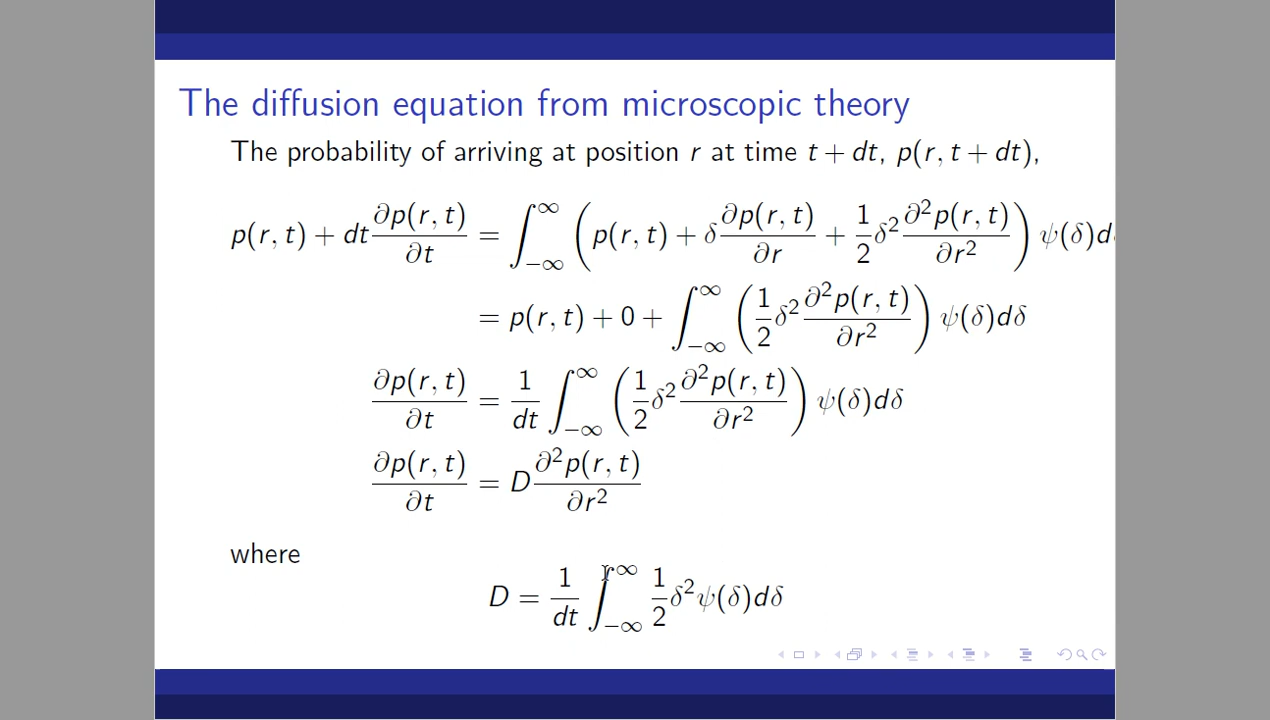 The diffusion equation from microscopic theory
The probability of arriving at position r at time t + dt, p(r, t + dt),
p(r, t) + dt ∂p(r, t)/∂t = ∫_{−∞}^{∞} ( p(r, t) + δ ∂p(r, t)/∂r + 1/2 δ² ∂²p(r, t)/∂r² ) ψ(δ)d
= p(r, t) + 0 + ∫_{−∞}^{∞} ( 1/2 δ² ∂²p(r, t)/∂r² ) ψ(δ)dδ
∂p(r, t)/∂t = 1/dt ∫_{−∞}^{∞} ( 1/2 δ² ∂²p(r, t)/∂r² ) ψ(δ)dδ
∂p(r, t)/∂t = D ∂²p(r, t)/∂r²
where
D = 1/dt ∫_{−∞}^{∞} 1/2 δ² ψ(δ)dδ